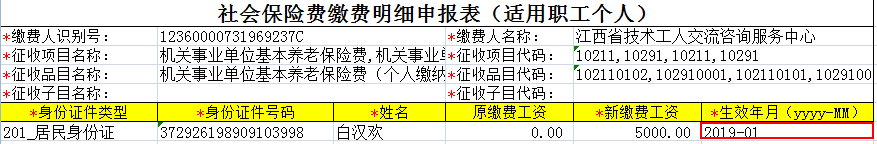 社会保险费缴费明细申报表（适用职工个人）
*缴费人识别号： 12360000731969237C *缴费人名称： 江西省技术工人交流咨询服务中心
*征收项目名称： 机关事业单位基本养老保险费,机关事业单 *征收项目代码： 10211,10291,10211,10291
*征收品目名称： 机关事业单位基本养老保险费（个人缴纳 *征收品目代码： 102110102,102910001,102110101,1029100
*征收子目名称： *征收子目代码：
*身份证件类型 *身份证件号码 *姓名 原缴费工资 *新缴费工资 *生效年月（yyyy-MM）
201_居民身份证 372926198909103998 白汉欢 0.00 5000.00 2019-01